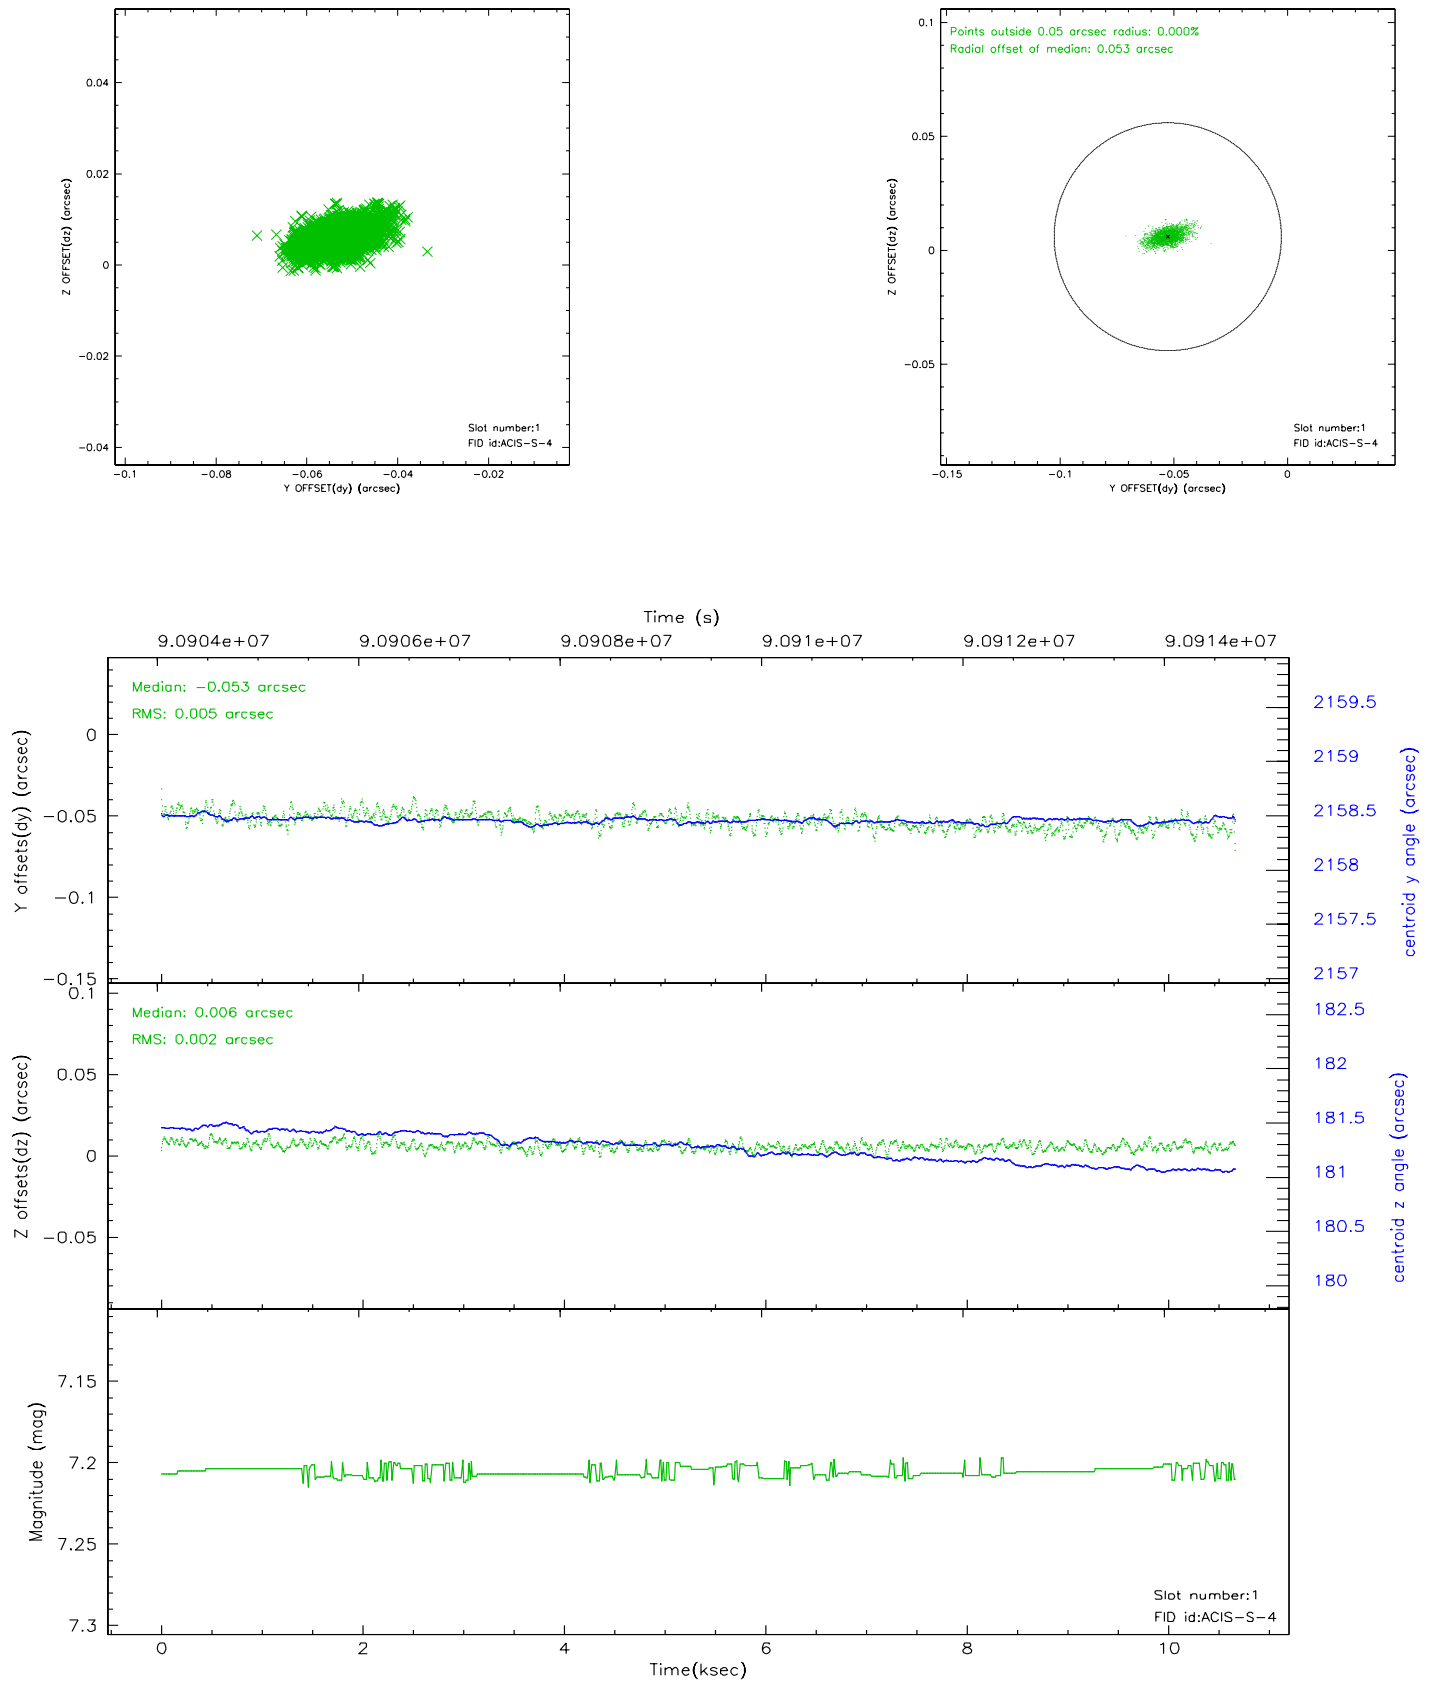 0.04
0.02
0
-0.02
-0.04
Z OFFSET(dz) (arcsec)
Slot number:1
FID id:ACIS-S-4
-0.1
-0.08
-0.06
-0.04
-0.02
Y OFFSET(dy) (arcsec)
Points outside 0.05 arcsec radius: 0.000%
Radial offset of median: 0.053 arcsec
0.1
0.05
0
-0.05
Z OFFSET(dz) (arcsec)
Slot number:1
FID id:ACIS-S-4
-0.15
-0.1
-0.05
0
Y OFFSET(dy) (arcsec)
Time (s)
9.0904e+07
9.0906e+07
9.0908e+07
9.091e+07
9.0912e+07
9.0914e+07
Median: -0.053 arcsec
RMS: 0.005 arcsec
0
-0.05
-0.1
-0.15
Y offsets(dy) (arcsec)
2159.5
2159
2158.5
2158
2157.5
2157
centroid y angle (arcsec)
Median: 0.006 arcsec
RMS: 0.002 arcsec
0.1
0.05
0
-0.05
Z offsets(dz) (arcsec)
182.5
182
181.5
181
180.5
180
centroid z angle (arcsec)
7.15
7.2
7.25
7.3
Magnitude (mag)
Slot number:1
FID id:ACIS-S-4
0
2
4
6
8
10
Time(ksec)